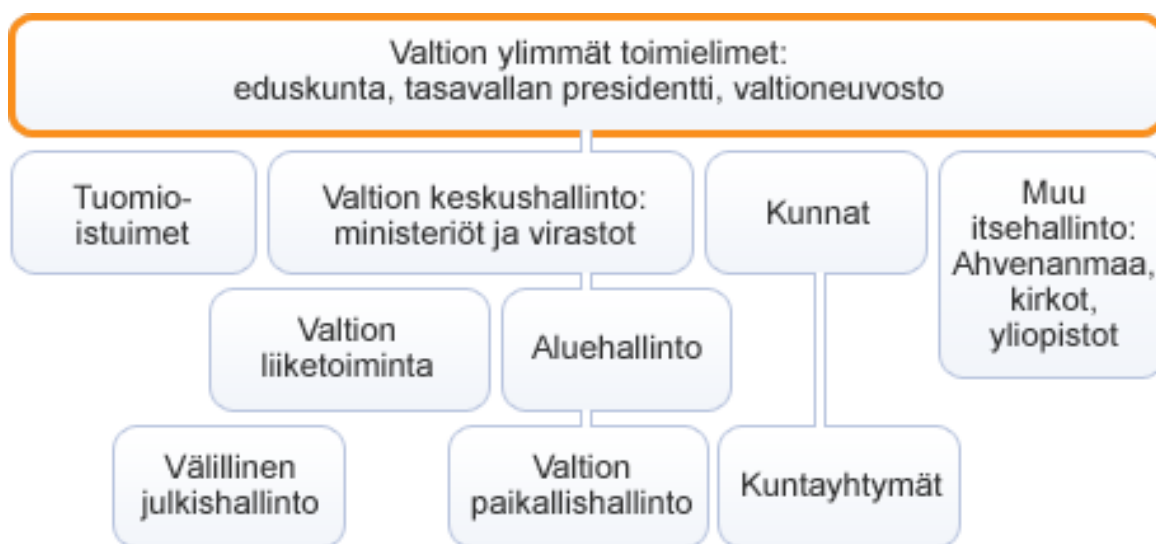 Valtion ylimmät toimielimet:
eduskunta, tasavallan presidentti, valtioneuvosto
Tuomio-
istuimet
Valtion keskushallinto:
ministeriöt ja virastot
Kunnat
Muu
itsehallinto:
Ahvenanmaa,
kirkot,
yliopistot
Valtion
liiketoiminta
Aluehallinto
Välillinen
julkishallinto
Valtion
paikallishallinto
Kuntayhtymät